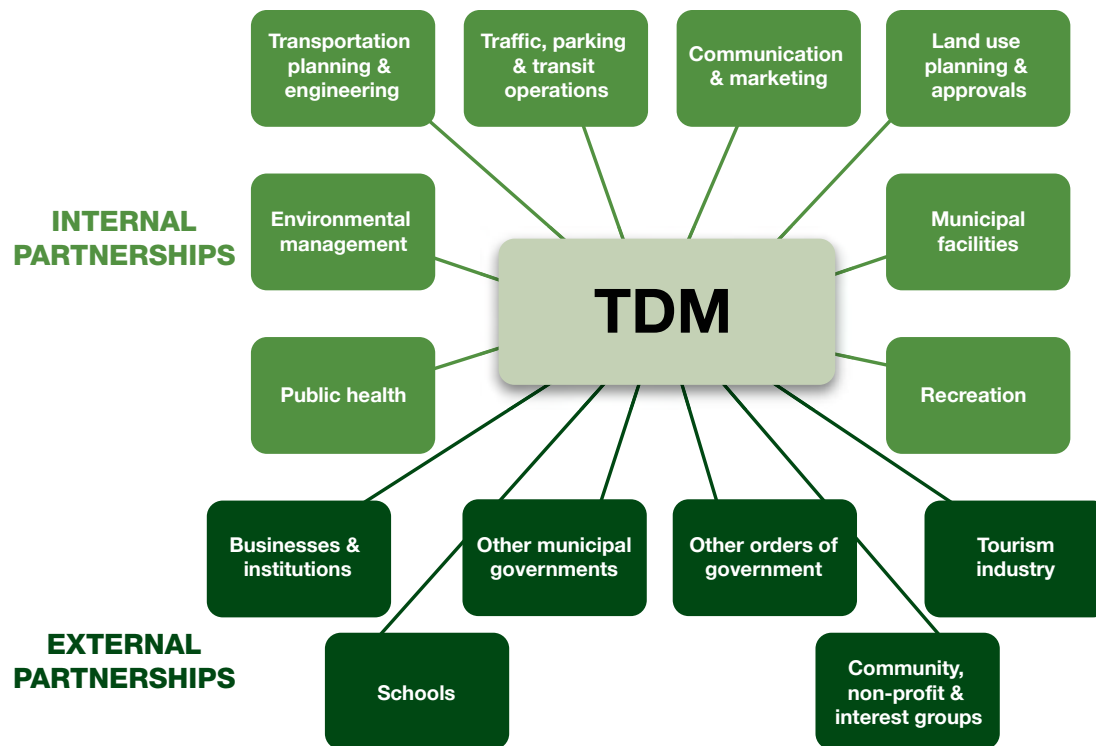 Transportation
planning &
engineering
Traffic, parking
& transit
operations
Communication
& marketing
Land use
planning &
approvals
INTERNAL
PARTNERSHIPS
Environmental
management
Municipal
facilities
TDM
Public health
Recreation
Businesses &
institutions
Other municipal
governments
Other orders of
government
Tourism
industry
EXTERNAL
PARTNERSHIPS
Schools
Community,
non-profit &
interest groups